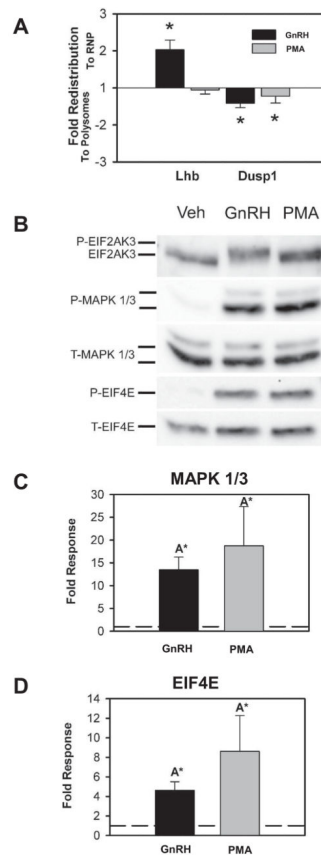 A
Fold Redistribution
To Polysomes To RNP
3
2
1
-1
-3
*
*
*
GnRH
PMA
Lhb Dusp1
B
Veh GnRH PMA
P-EIF2AK3
EIF2AK3
P-MAPK 1/3
T-MAPK 1/3
P-EIF4E
T-EIF4E
C
MAPK 1/3
Fold Response
30
25
20
15
10
5
0
A*
A*
GnRH PMA
D
EIF4E
Fold Response
14
12
10
8
6
4
2
0
A*
A*
GnRH PMA